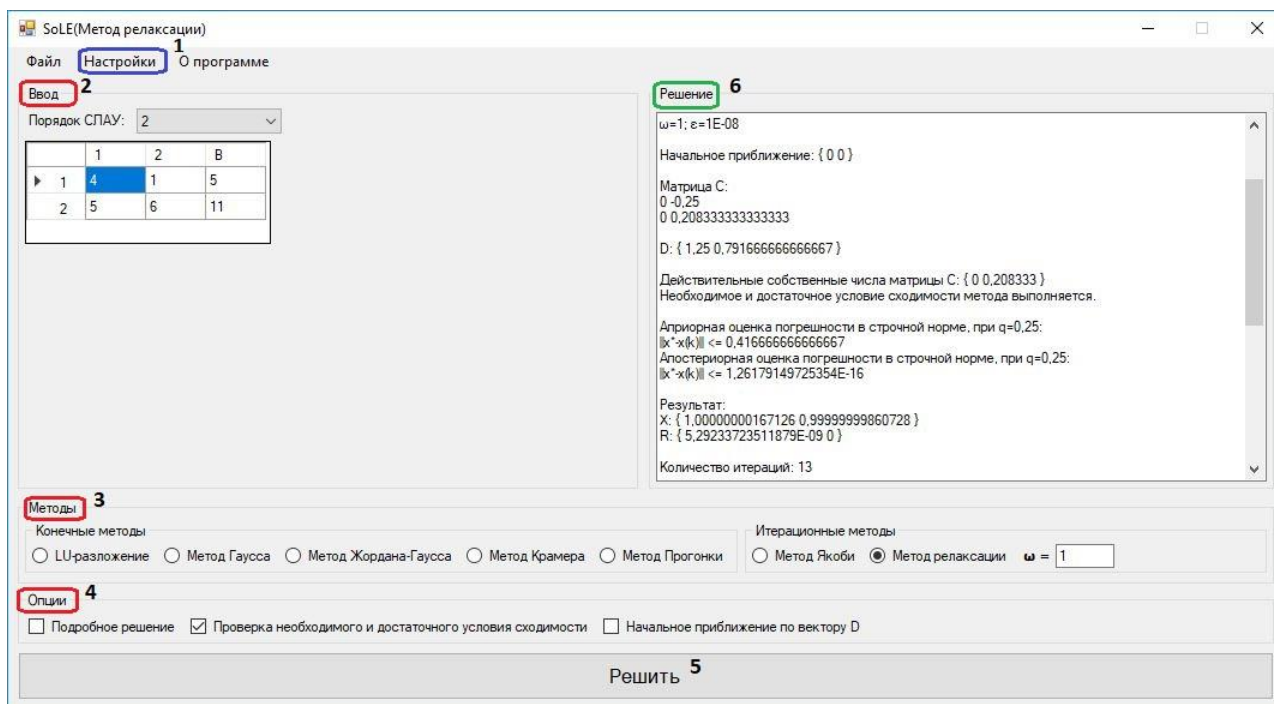 SoLE(Метод релаксации)
Файл Настройки 1 О программе
Ввод 2
Порядок СЛАУ: 2
1 2 B
1 4 1 5
2 5 6 11
Решение 6
ω=1; ε=1E-08
Начальное приближение: { 0 0 }
Матрица C:
0 -0,25
0 0,208333333333333
D: { 1,25 0,791666666666667 }
Действительные собственные числа матрицы C: { 0 0,208333 }
Необходимое и достаточное условие сходимости метода выполняется.
Априорная оценка погрешности в строчной норме, при q=0,25:
||x*-x(k)|| <= 0,416666666666667
Апостериорная оценка погрешности в строчной норме, при q=0,25:
||x*-x(k)|| <= 1,26179149725354E-16
Результат:
X: { 1,00000000167126 0,99999999860728 }
R: { 5,29233723511879E-09 0 }
Количество итераций: 13
Методы 3
Конечные методы
LU-разложение Метод Гаусса Метод Жордана-Гаусса Метод Крамера Метод Прогонки
Итерационные методы
Метод Якоби Метод релаксации ω = 1
Опции 4
Подробное решение Проверка необходимого и достаточного условия сходимости Начальное приближение по вектору D
Решить 5